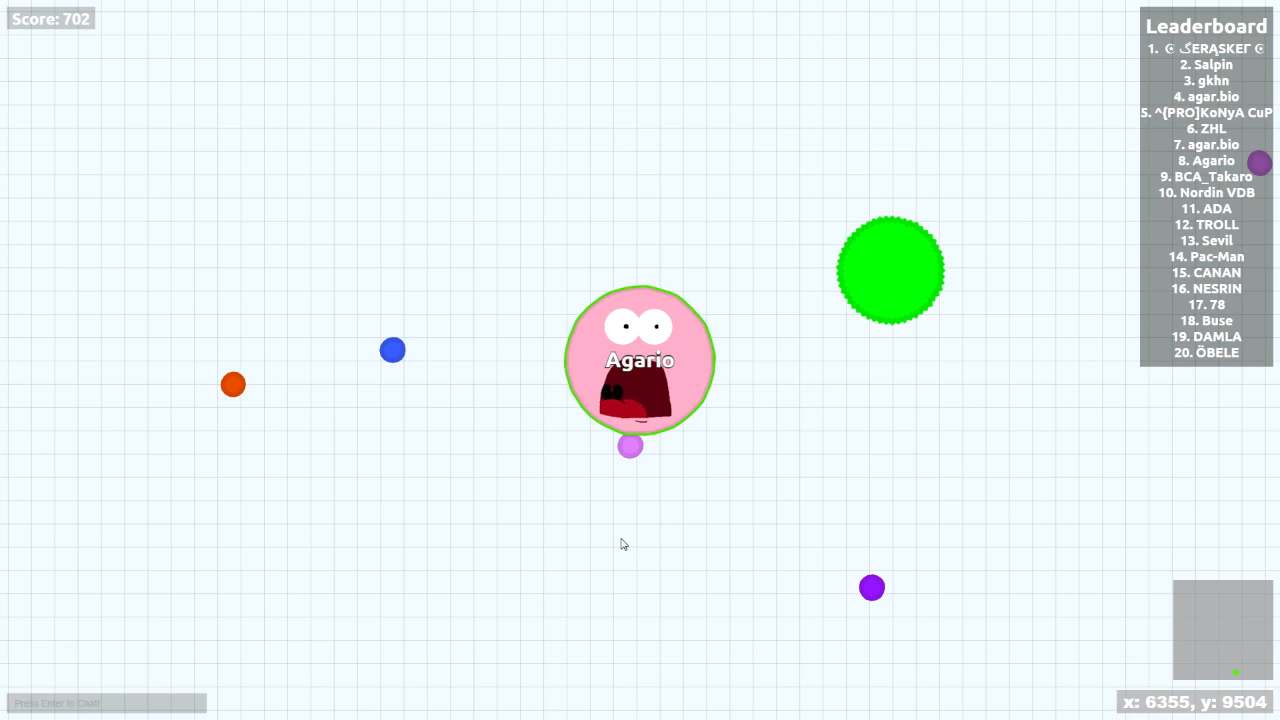 Score: 702
Leaderboard
1. ☪ گERĄSKEГ ☪
2. Salpin
3. gkhn
4. agar.bio
5. ^{PRO]KoNyA CuP
6. ZHL
7. agar.bio
8. Agario
9. BCA_Takaro
10. Nordin VDB
11. ADA
12. TROLL
13. Sevil
14. Pac-Man
15. CANAN
16. NESRIN
17. 78
18. Buse
19. DAMLA
20. ÖBELE
Agario
Press Enter to Chat!
x: 6355, y: 9504